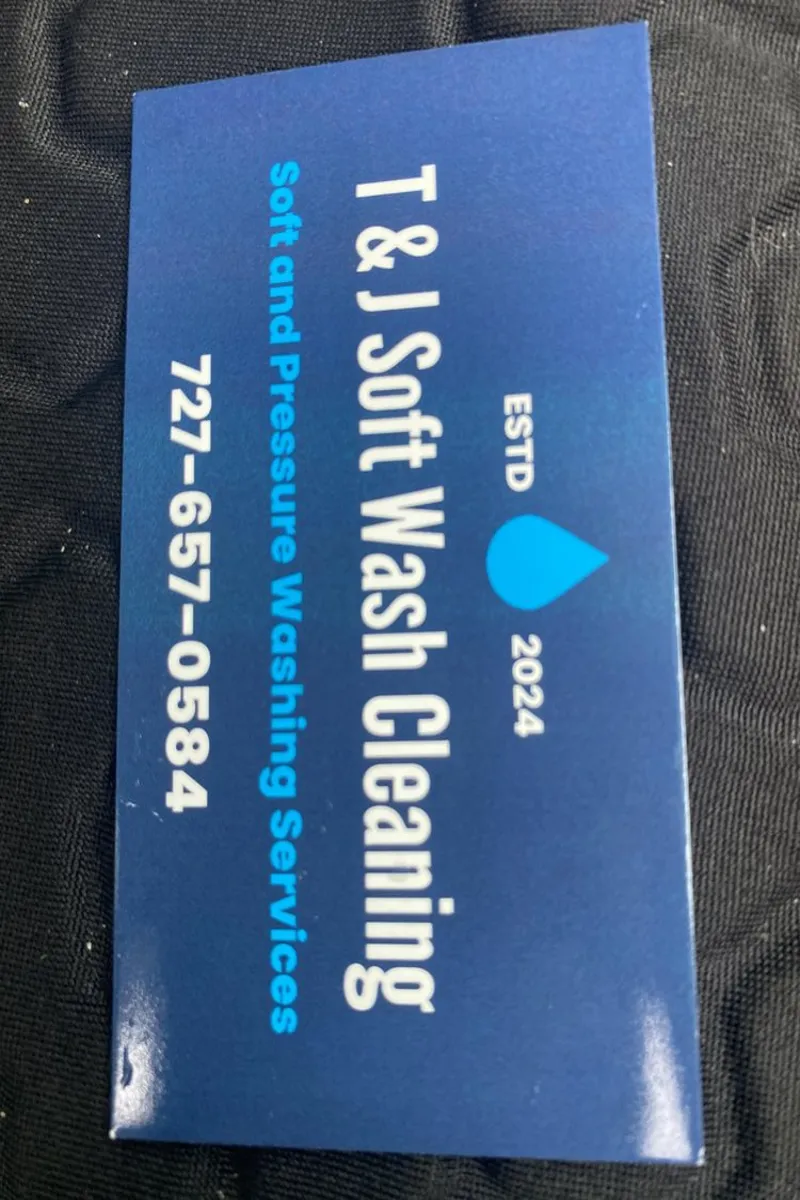 ESTD 2024
T & J Soft Wash Cleaning
Soft and Pressure Washing Services
727-657-0584